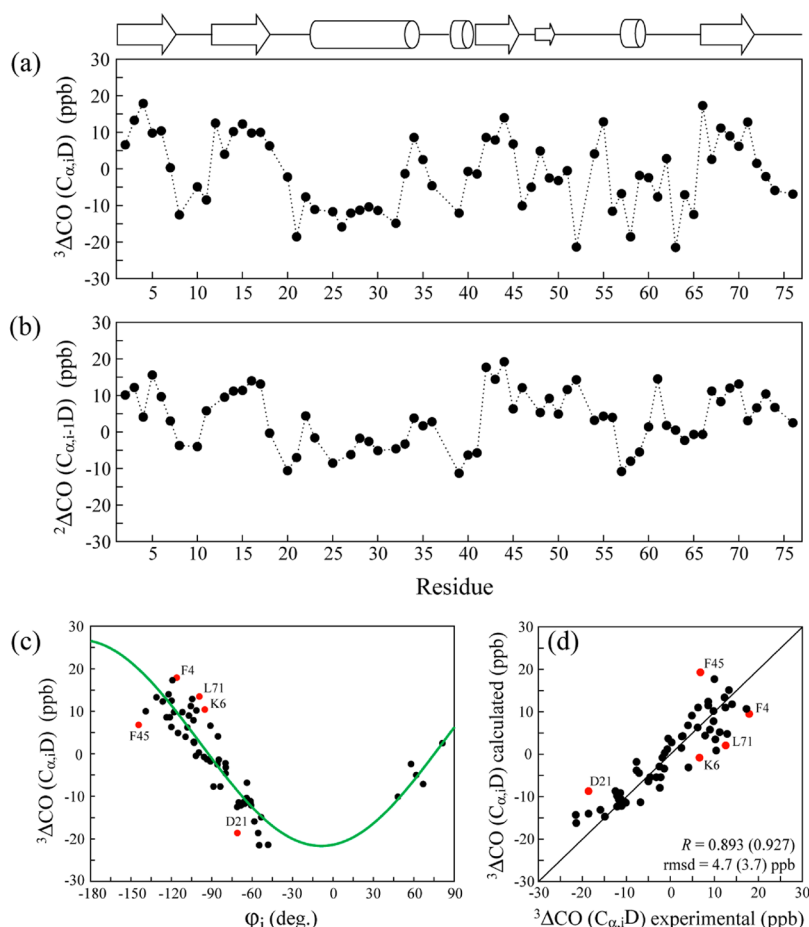 (a)
³ΔCO (Cα,iD) (ppb)
30
20
10
0
-10
-20
-30
5 10 15 20 25 30 35 40 45 50 55 60 65 70 75
(b)
²ΔCO (Cα,i-1D) (ppb)
30
20
10
0
-10
-20
-30
5 10 15 20 25 30 35 40 45 50 55 60 65 70 75
Residue
(c)
³ΔCO (Cα,iD) (ppb)
30
20
10
0
-10
-20
-30
F4
L71
K6
F45
D21
-180 -150 -120 -90 -60 -30 0 30 60 90
φi (deg.)
(d)
³ΔCO (Cα,iD) calculated (ppb)
30
20
10
0
-10
-20
-30
F45
F4
L71
K6
D21
R = 0.893 (0.927)
rmsd = 4.7 (3.7) ppb
-30 -20 -10 0 10 20 30
³ΔCO (Cα,iD) experimental (ppb)